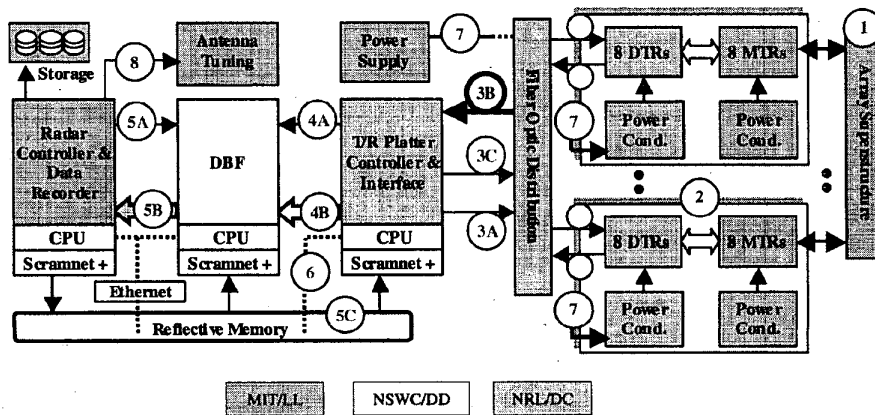 Storage
8
Antenna
Tuning
Power
Supply
7
Radar
Controller &
Data
Recorder
CPU
Scramnet +
5A
5B
DBF
CPU
Scramnet +
4A
4B
T/R Platter
Controller &
Interface
CPU
Scramnet +
3B
3C
3A
Fiber Optic Distribution
8 DTRs
8 MTRs
Power
Cond.
Power
Cond.
7
2
8 DTRs
8 MTRs
Power
Cond.
Power
Cond.
7
1
Array Superstructure
6
Ethernet
5C
Reflective Memory
MIT/LL
NSWC/DD
NRL/DC